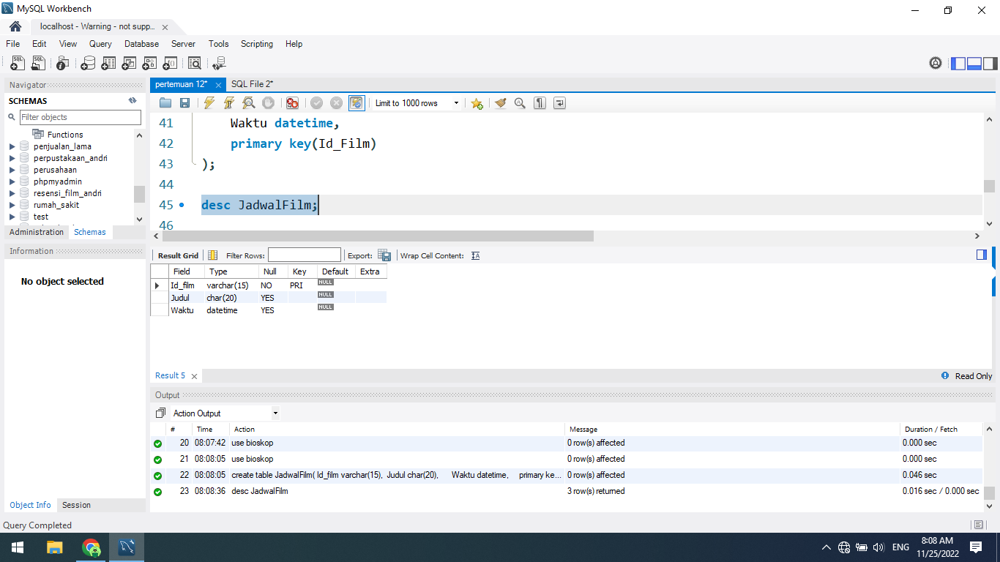 MySQL Workbench
localhost - Warning - not supp...
File Edit View Query Database Server Tools Scripting Help
Navigator
SCHEMAS
Filter objects
Functions
penjualan_lama
perpustakaan_andri
perusahaan
phpmyadmin
resensi_film_andri
rumah_sakit
test
Administration Schemas
Information
No object selected
Object Info Session
pertemuan 12* SQL File 2*
Limit to 1000 rows
41 Waktu datetime,
42 primary key(Id_Film)
43 );
44
45 desc JadwalFilm;
46
Result Grid Filter Rows: Export: Wrap Cell Content:
Field Type Null Key Default Extra
Id_film varchar(15) NO PRI NULL
Judul char(20) YES NULL
Waktu datetime YES NULL
Result 5 Read Only
Output
Action Output
# Time Action Message Duration / Fetch
20 08:07:42 use bioskop 0 row(s) affected 0.000 sec
21 08:08:05 use bioskop 0 row(s) affected 0.000 sec
22 08:08:05 create table JadwalFilm( Id_film varchar(15), Judul char(20), Waktu datetime, primary ke... 0 row(s) affected 0.046 sec
23 08:08:36 desc JadwalFilm 3 row(s) returned 0.016 sec / 0.000 sec
Query Completed
ENG
8:08 AM
11/25/2022